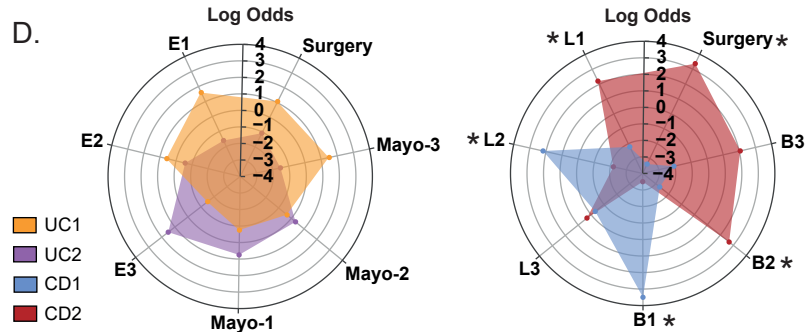 D.
Log Odds
4
3
2
1
0
−1
−2
−3
−4
Surgery
Mayo-3
Mayo-2
Mayo-1
E3
E2
E1
UC1
UC2
CD1
CD2
Log Odds
4
3
2
1
0
−1
−2
−3
−4
Surgery*
B3
B2*
B1 *
L3
* L2
* L1